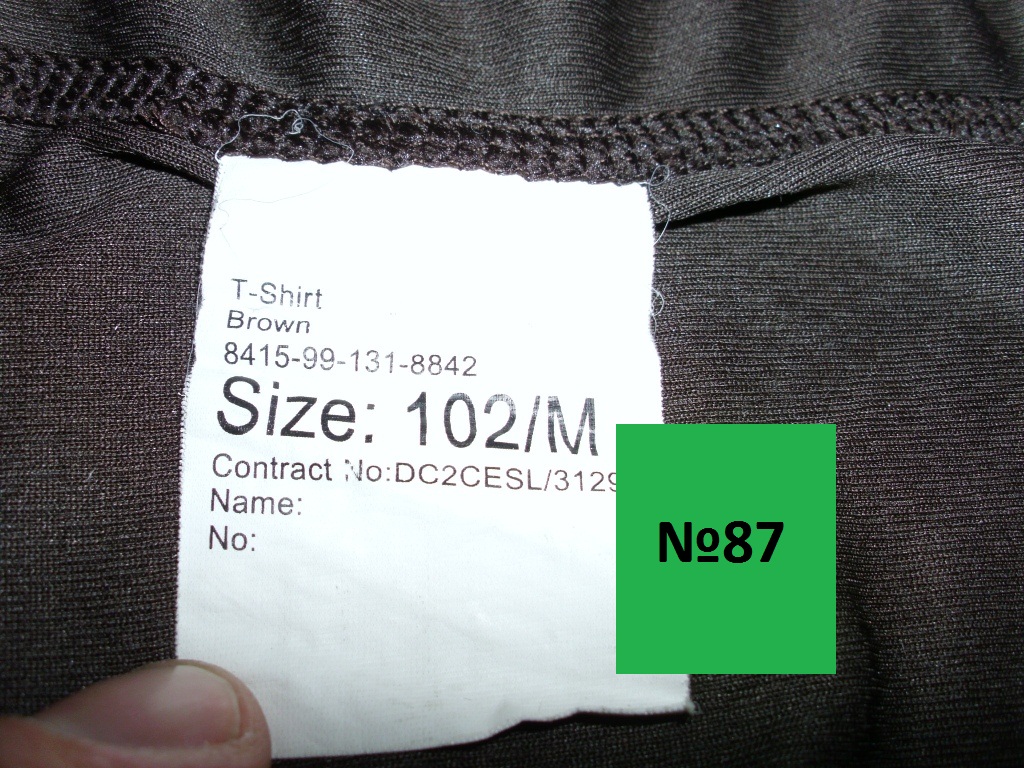 T-Shirt
Brown
8415-99-131-8842
Size: 102/M
Contract No:DC2CESL/3129
Name:
No:
№87